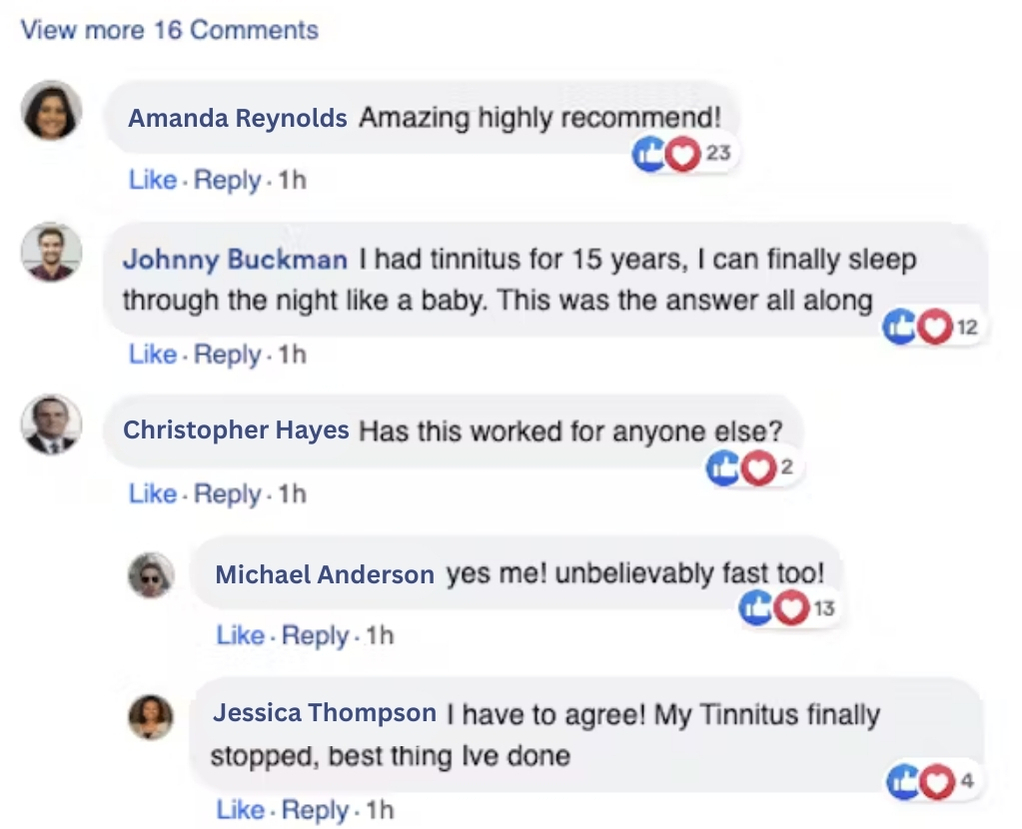 View more 16 Comments
Amanda Reynolds Amazing highly recommend!
23
Like · Reply · 1h
Johnny Buckman I had tinnitus for 15 years, I can finally sleep
through the night like a baby. This was the answer all along
12
Like · Reply · 1h
Christopher Hayes Has this worked for anyone else?
2
Like · Reply · 1h
Michael Anderson yes me! unbelievably fast too!
13
Like · Reply · 1h
Jessica Thompson I have to agree! My Tinnitus finally
stopped, best thing Ive done
4
Like · Reply · 1h